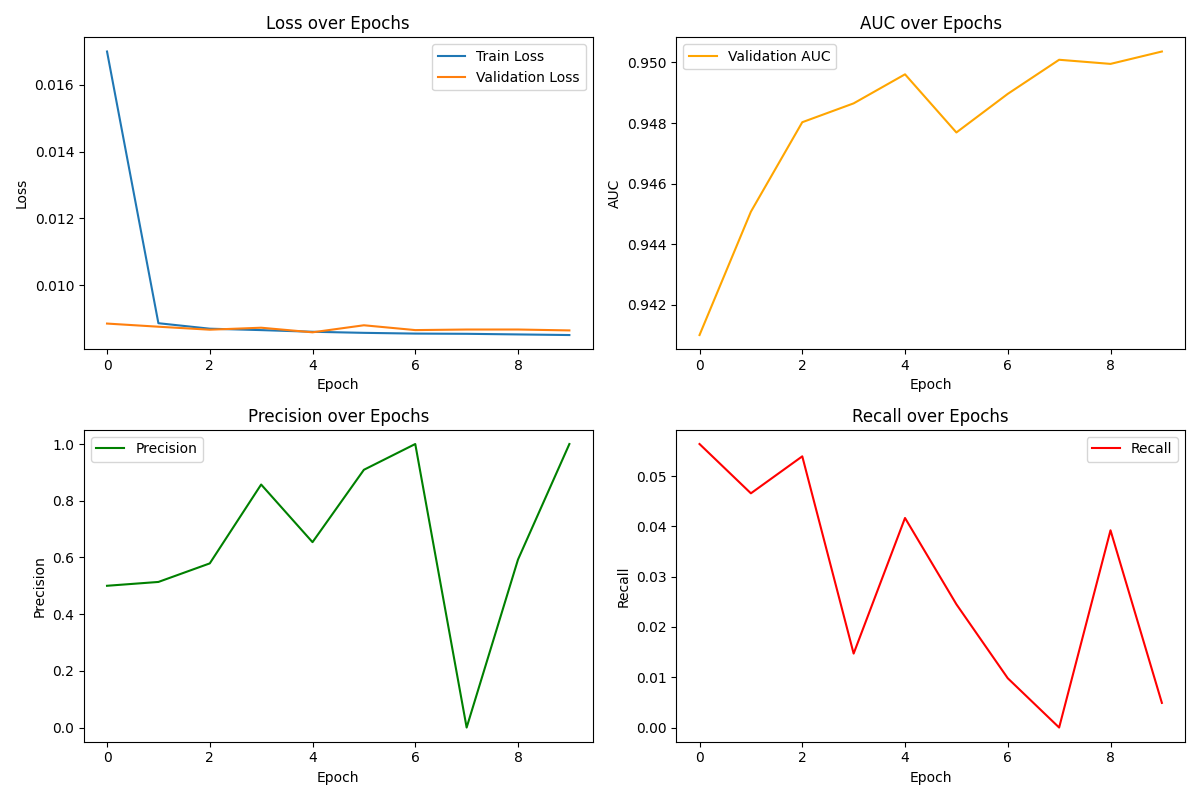 Loss over Epochs
Train Loss
Validation Loss
0.016
0.014
0.012
0.010
Loss
0 2 4 6 8
Epoch
AUC over Epochs
Validation AUC
0.950
0.948
0.946
0.944
0.942
AUC
0 2 4 6 8
Epoch
Precision over Epochs
Precision
1.0
0.8
0.6
0.4
0.2
0.0
Precision
0 2 4 6 8
Epoch
Recall over Epochs
Recall
0.05
0.04
0.03
0.02
0.01
0.00
Recall
0 2 4 6 8
Epoch